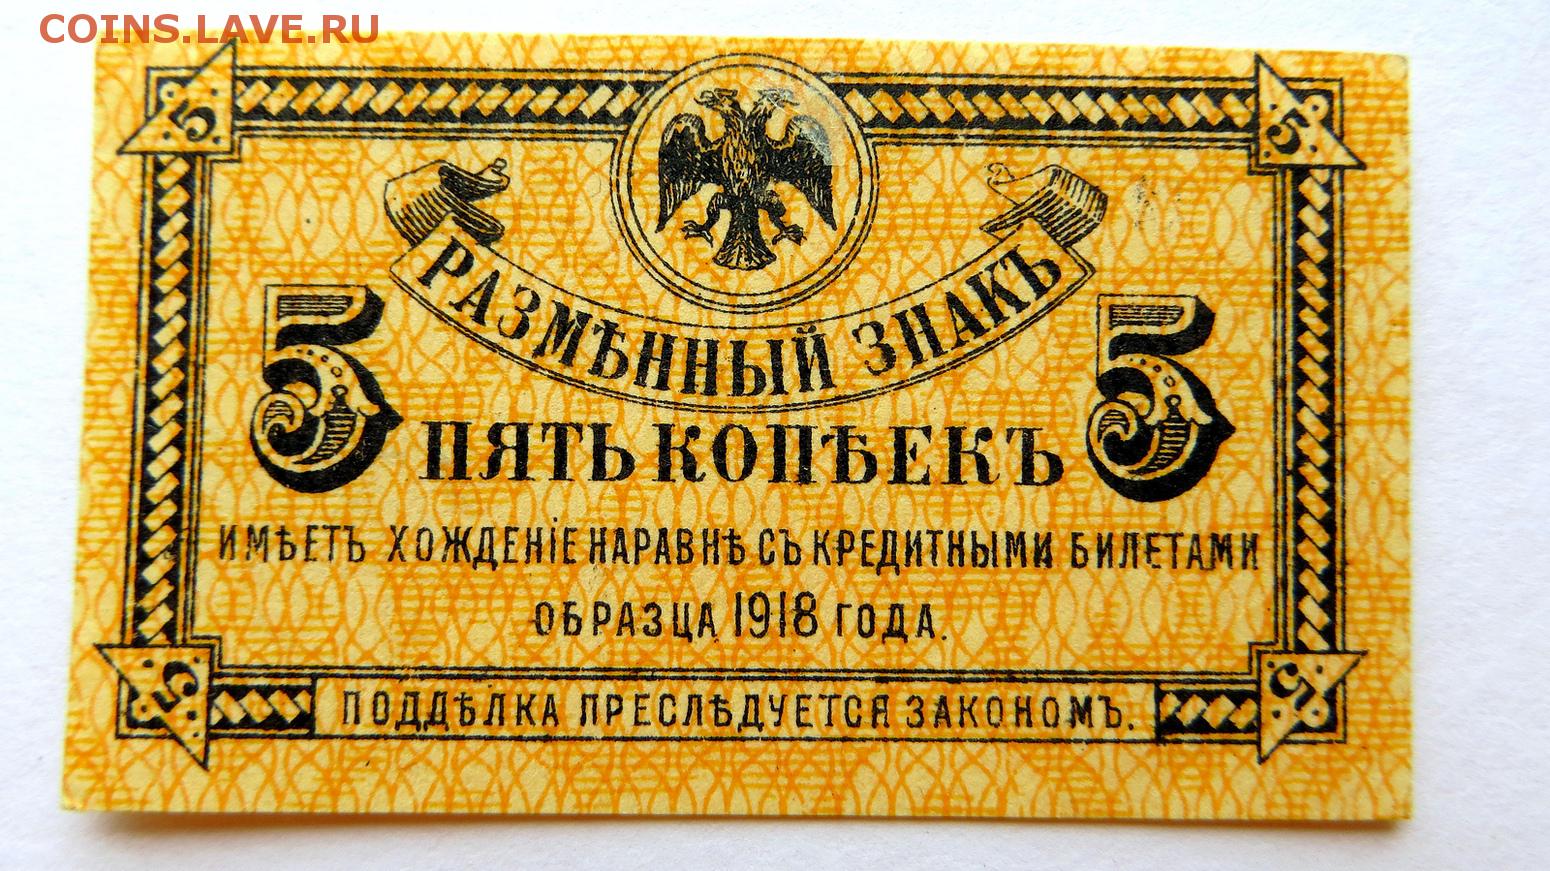 COINS.LAVE.RU
5 5
РАЗМѢННЫЙ ЗНАКЪ
5 ПЯТЬ КОПѢЕКЪ 5
ИМѢЕТЪ ХОЖДЕНІЕ НАРАВНѢ СЪ КРЕДИТНЫМИ БИЛЕТАМИ
ОБРАЗЦА 1918 ГОДА.
5 ПОДДѢЛКА ПРЕСЛѢДУЕТСЯ ЗАКОНОМЪ. 5